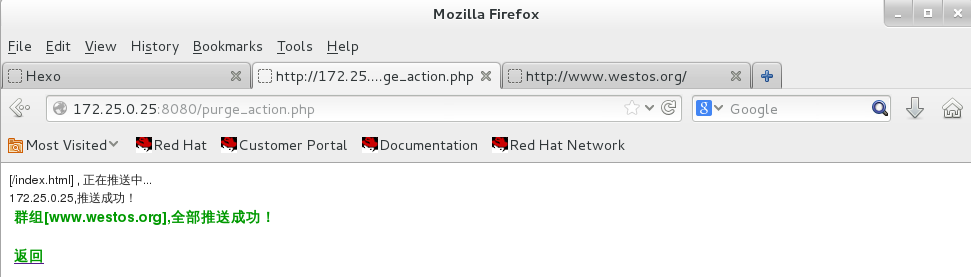 Mozilla Firefox
File Edit View History Bookmarks Tools Help
Hexo http://172.25....ge_action.php http://www.westos.org/
172.25.0.25:8080/purge_action.php Google
Most Visited Red Hat Customer Portal Documentation Red Hat Network
[/index.html] , 正在推送中...
172.25.0.25,推送成功！
群组[www.westos.org],全部推送成功！
返回